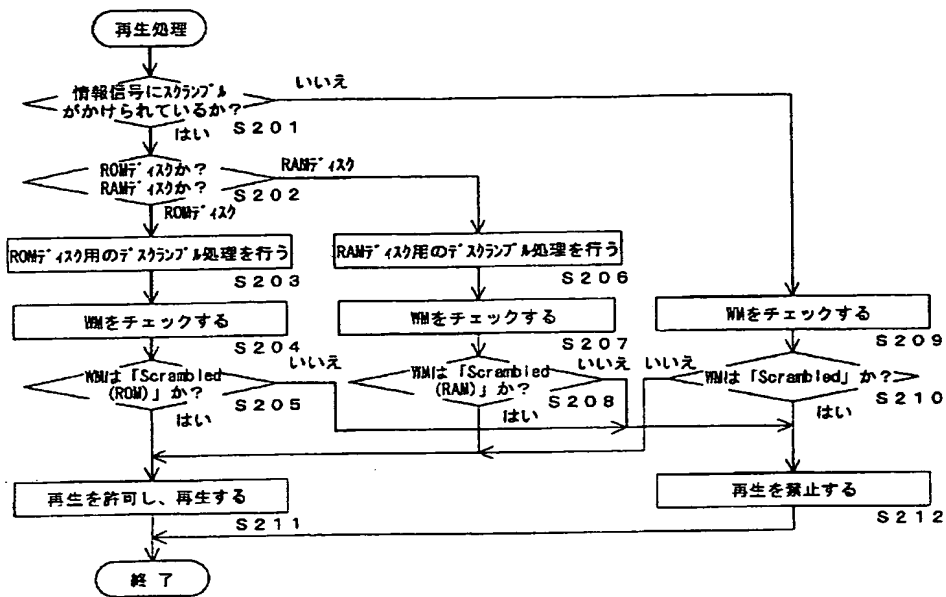 再生処理
情報信号にスクランブル
がかけられているか？
いいえ
はい
S201
ROMディスクか？
RAMディスクか？
RAMディスク
S202
ROMディスク
ROMディスク用のデスクランブル処理を行う
S203
RAMディスク用のデスクランブル処理を行う
S206
WMをチェックする
S204
WMをチェックする
S207
WMをチェックする
S209
WMは「Scrambled
(ROM)」か？
いいえ
S205
はい
WMは「Scrambled
(RAM)」か？
いいえ
S208
はい
いいえ
WMは「Scrambled」か？
S210
はい
再生を許可し、再生する
S211
再生を禁止する
S212
終了